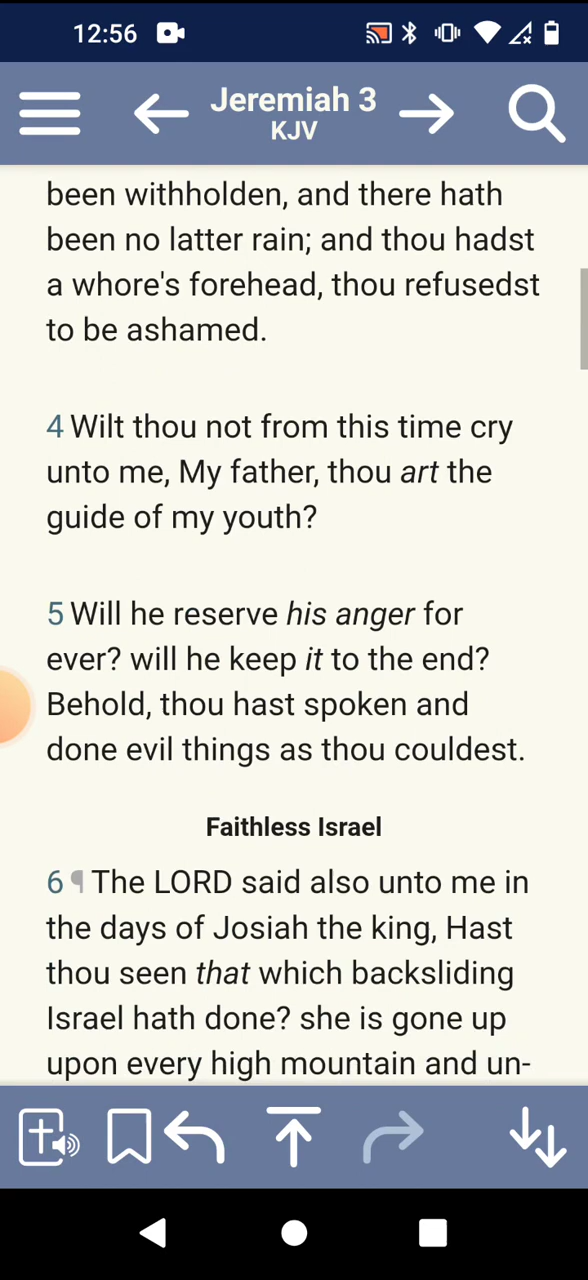 12:56
Jeremiah 3
KJV
been withholden, and there hath
been no latter rain; and thou hadst
a whore's forehead, thou refusedst
to be ashamed.
4 Wilt thou not from this time cry
unto me, My father, thou art the
guide of my youth?
5 Will he reserve his anger for
ever? will he keep it to the end?
Behold, thou hast spoken and
done evil things as thou couldest.
Faithless Israel
6 ¶ The LORD said also unto me in
the days of Josiah the king, Hast
thou seen that which backsliding
Israel hath done? she is gone up
upon every high mountain and un-